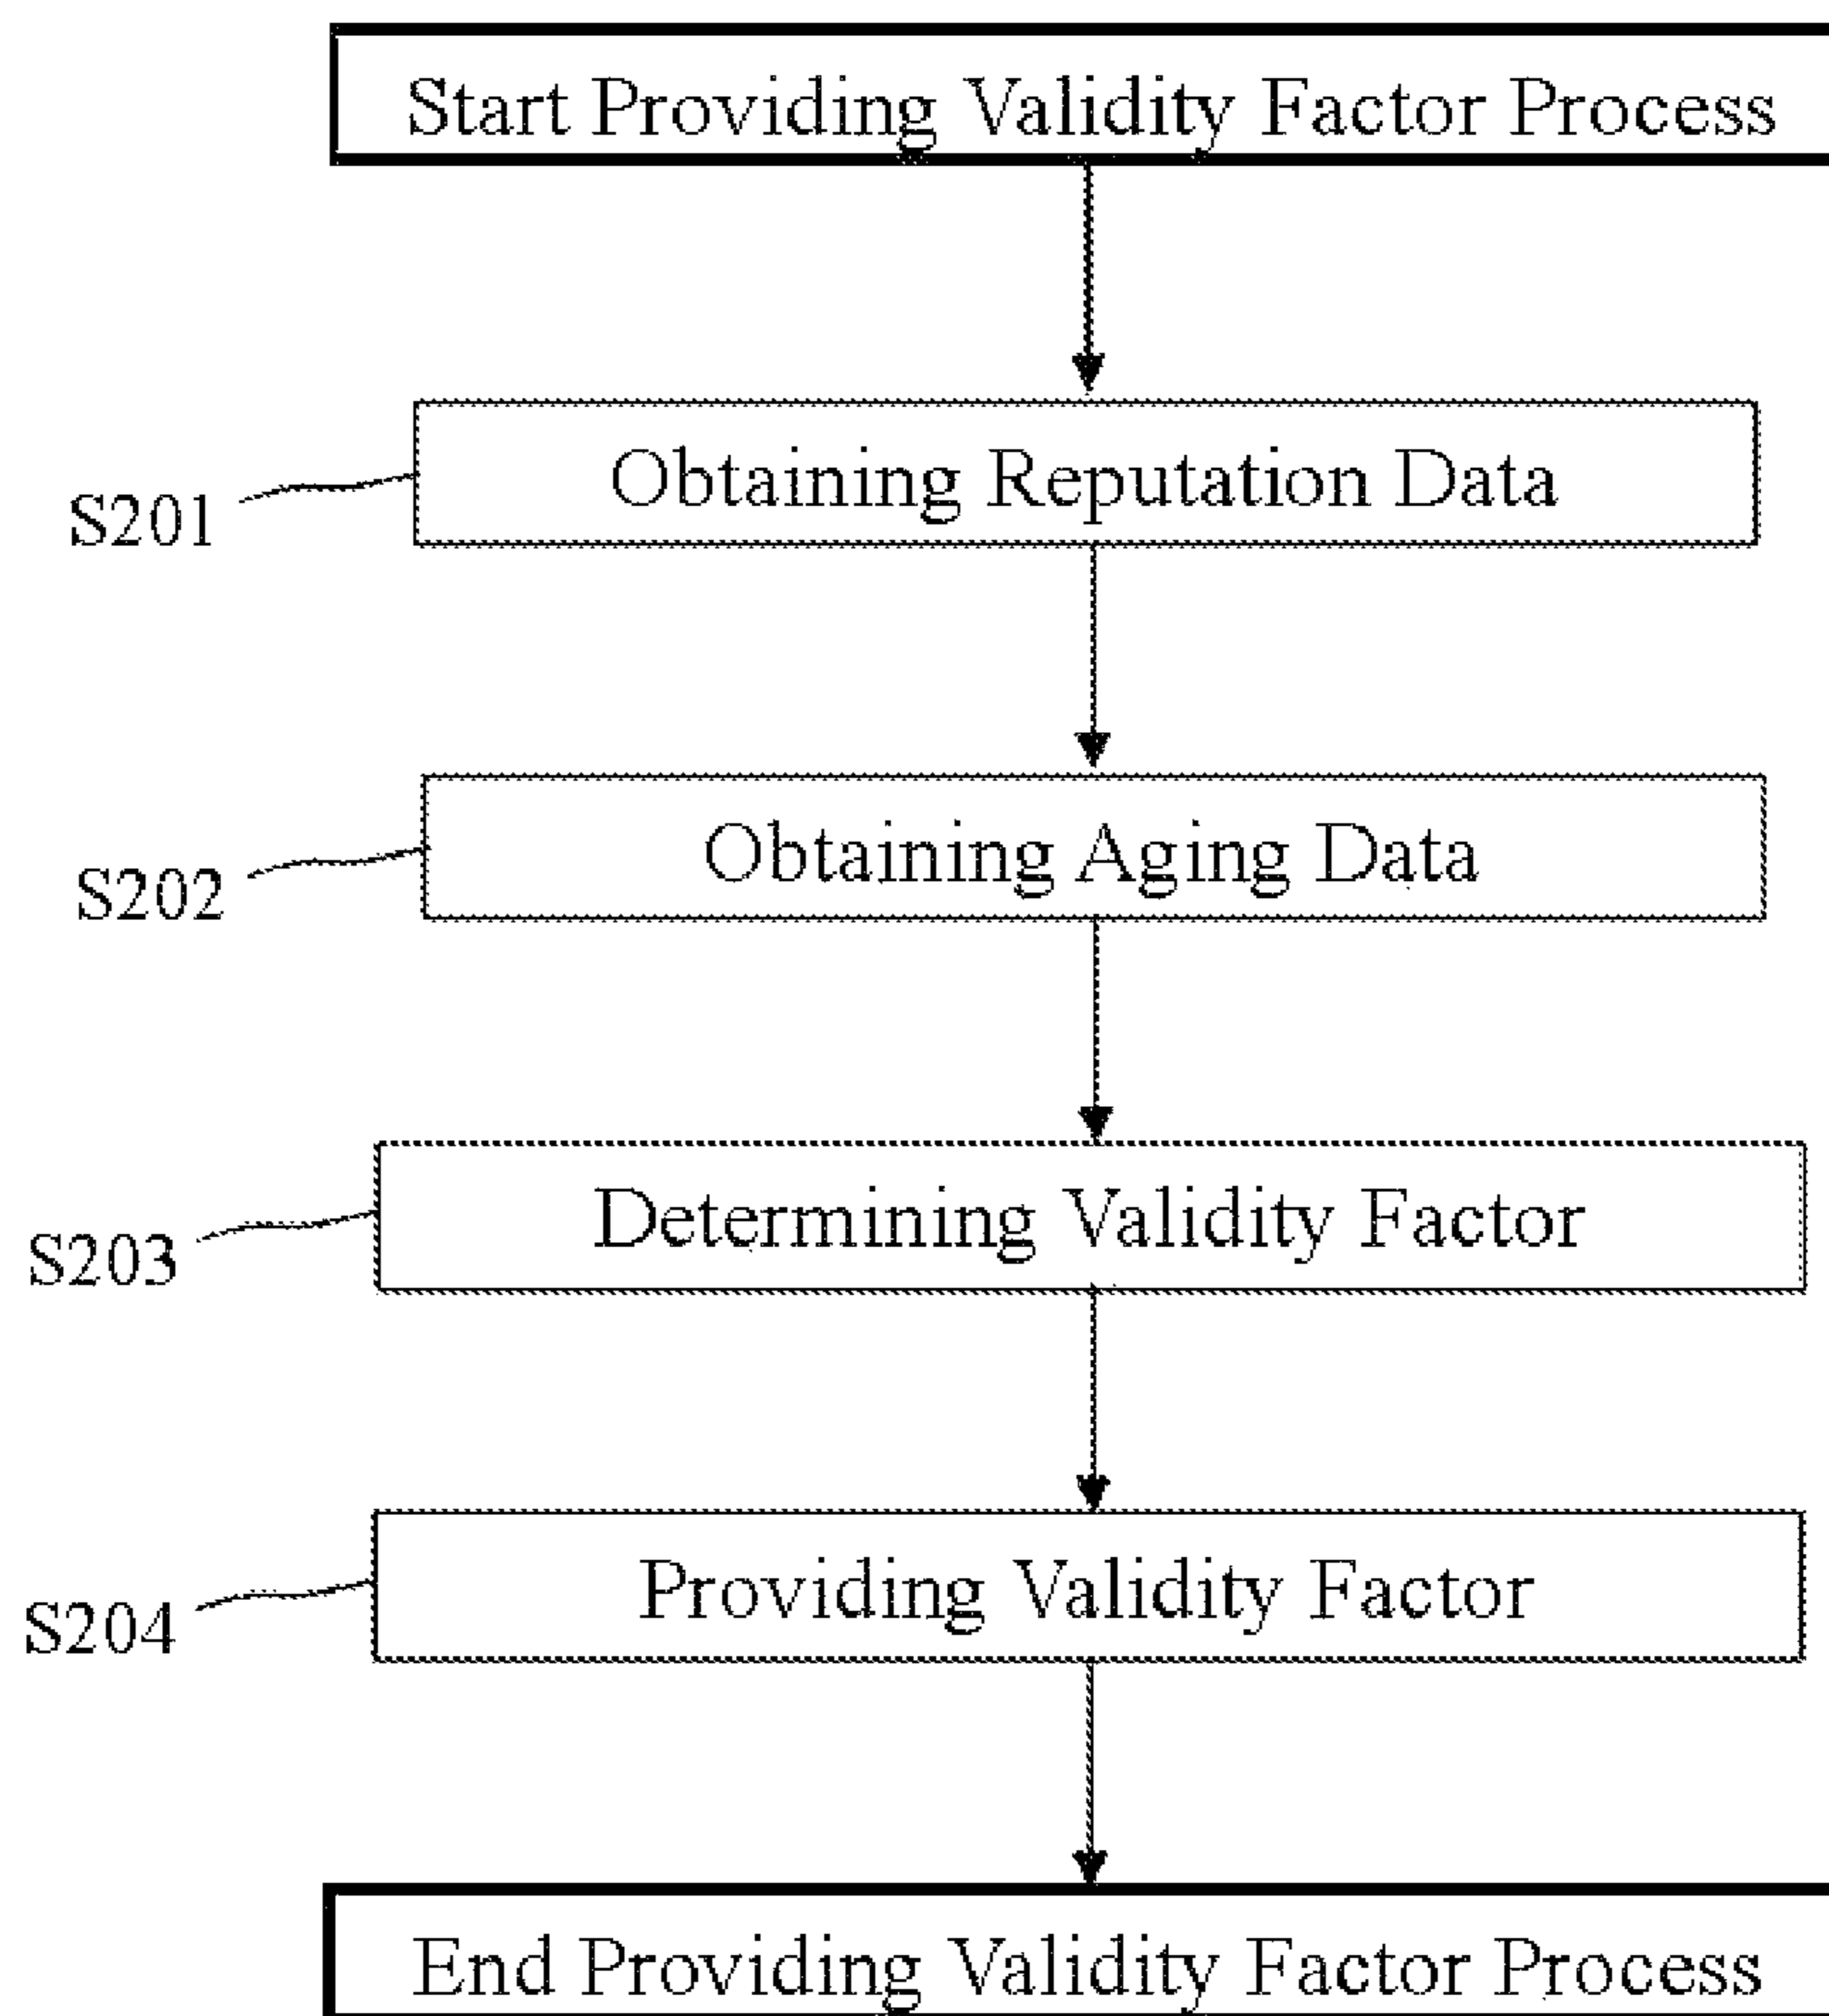 Start Providing Validity Factor Process
Obtaining Reputation Data
S201
Obtaining Aging Data
S202
Determining Validity Factor
S203
Providing Validity Factor
S204
End Providing Validity Factor Process